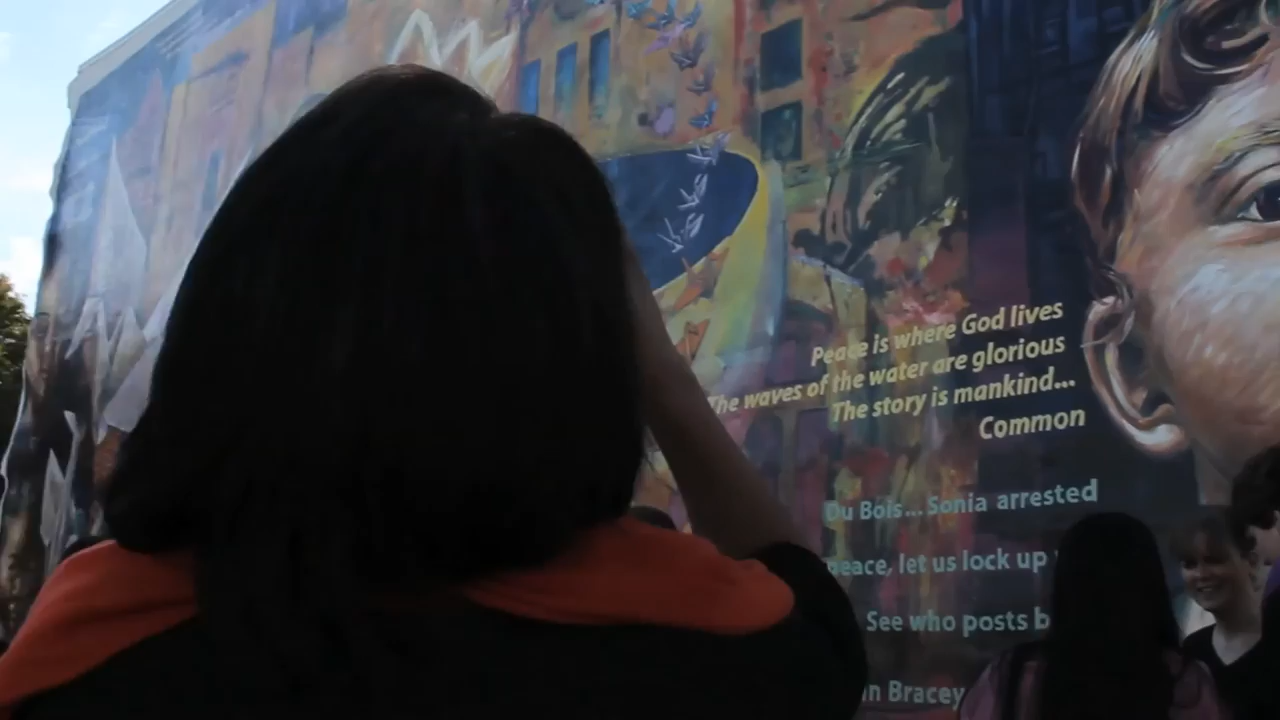 Peace is where God lives
The waves of the water are glorious
The story is mankind...
Common
Du Bois... Sonia arrested
peace, let us lock up
See who posts b
in Bracey